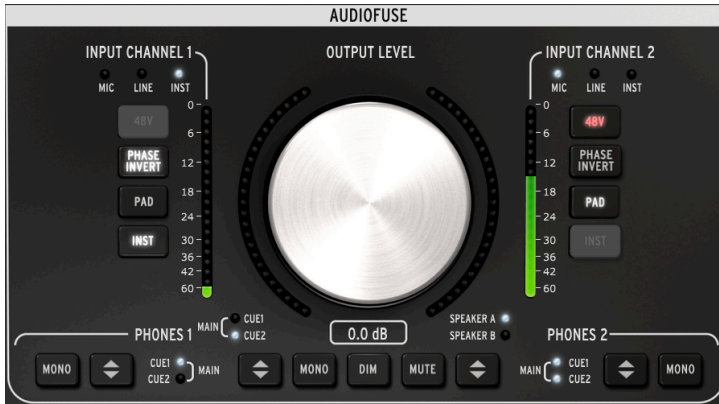 AUDIOFUSE
INPUT CHANNEL 1
OUTPUT LEVEL
INPUT CHANNEL 2
MIC LINE INST
MIC LINE INST
0
6
12
18
24
30
36
42
60
48V
PHASE INVERT
PAD
INST
0
6
12
18
24
30
36
42
60
48V
PHASE INVERT
PAD
INST
PHONES 1
MAIN
CUE1
CUE2
0.0 dB
SPEAKER A
SPEAKER B
PHONES 2
MONO
CUE1
CUE2
MAIN
MONO
DIM
MUTE
MAIN
CUE1
CUE2
MONO